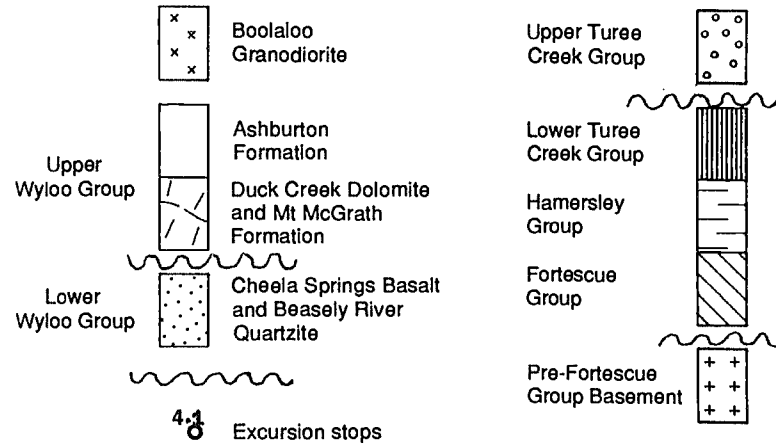 Boolaloo
Granodiorite
Upper
Wyloo Group
Ashburton
Formation
Duck Creek Dolomite
and Mt McGrath
Formation
Lower
Wyloo Group
Cheela Springs Basalt
and Beasely River
Quartzite
4.1
Excursion stops
Upper Turee
Creek Group
Lower Turee
Creek Group
Hamersley
Group
Fortescue
Group
Pre-Fortescue
Group Basement